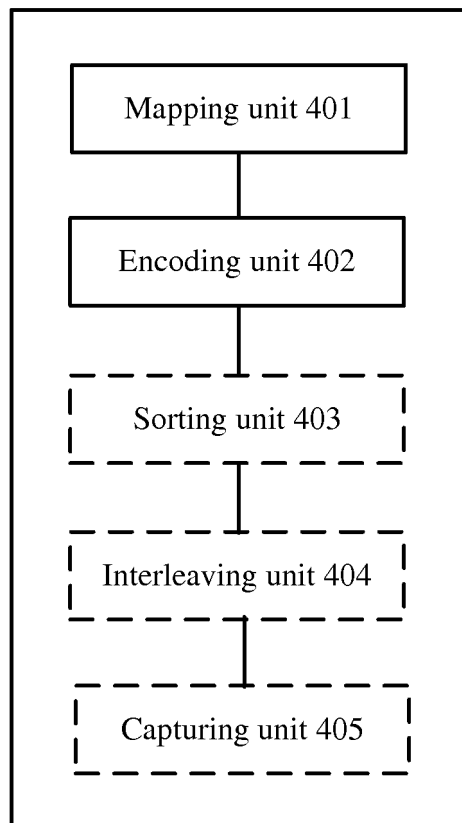 Mapping unit 401
Encoding unit 402
Sorting unit 403
Interleaving unit 404
Capturing unit 405